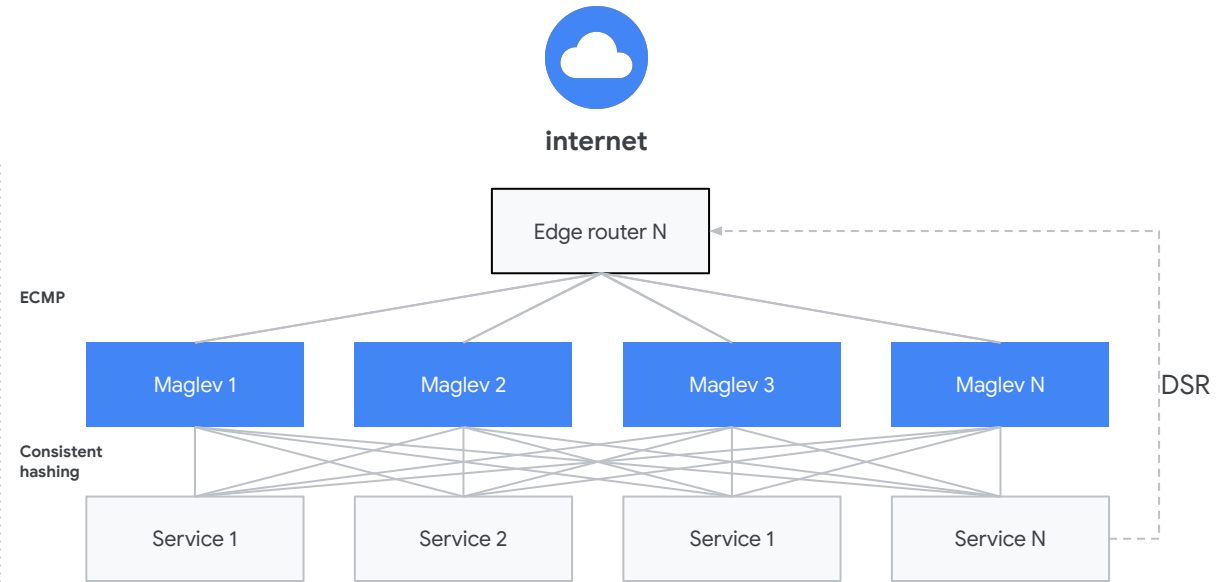 internet
Edge router N
ECMP
Maglev 1
Maglev 2
Maglev 3
Maglev N
DSR
Consistent
hashing
Service 1
Service 2
Service 1
Service N